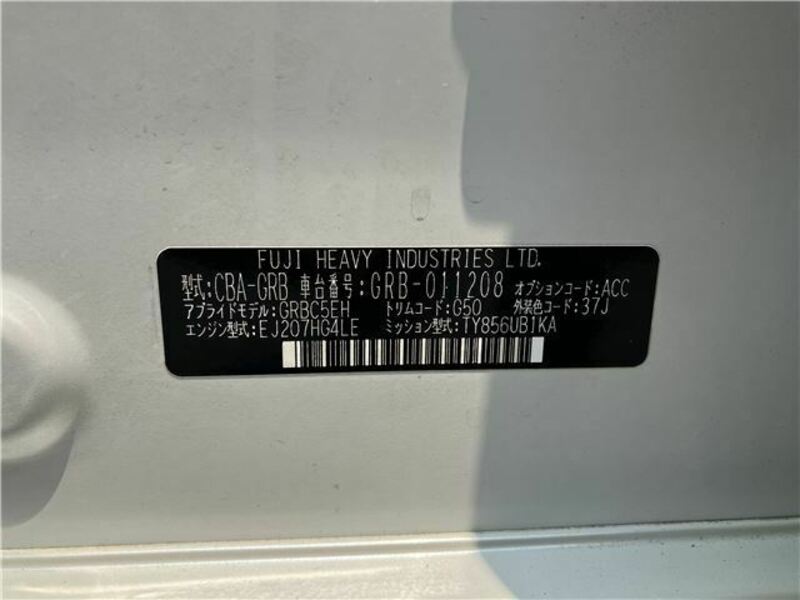 FUJI HEAVY INDUSTRIES LTD.
型式:CBA-GRB 車台番号:GRB-011208 オプションコード:ACC
アプライドモデル:GRBC5EH トリムコード:G50 外装色コード:37J
エンジン型式:EJ207HG4LE ミッション型式:TY856UB1KA